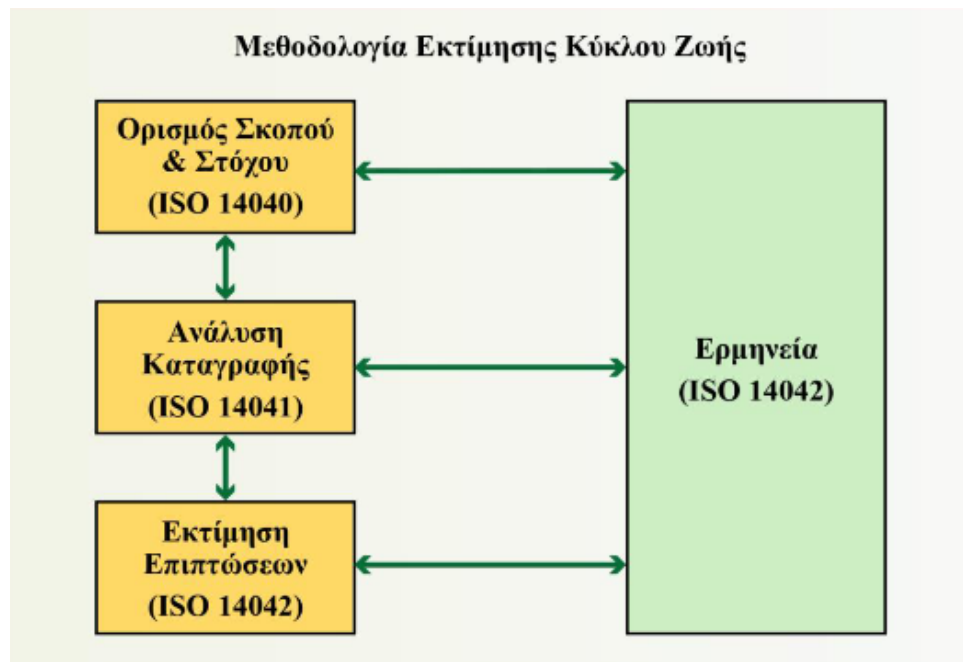 Μεθοδολογία Εκτίμησης Κύκλου Ζωής
Ορισμός Σκοπού
& Στόχου
(ISO 14040)
Ανάλυση
Καταγραφής
(ISO 14041)
Εκτίμηση
Επιπτώσεων
(ISO 14042)
Ερμηνεία
(ISO 14042)